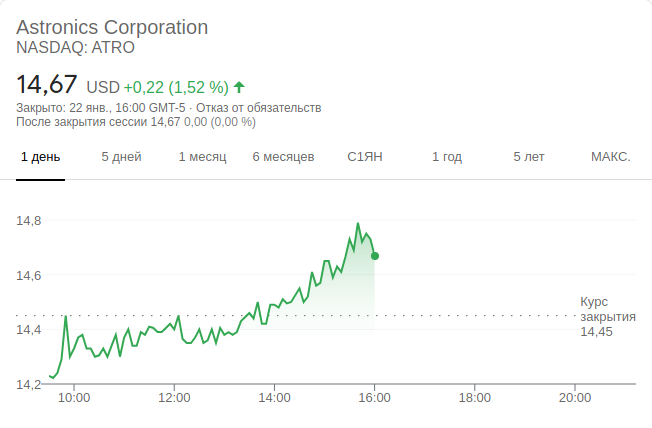 Astronics Corporation
NASDAQ: ATRO
14,67 USD +0,22 (1,52 %)
Закрыто: 22 янв., 16:00 GMT-5 · Отказ от обязательств
После закрытия сессии 14,67 0,00 (0,00 %)
1 день 5 дней 1 месяц 6 месяцев С1ЯН 1 год 5 лет МАКС.
14,8
14,6
14,4
14,2
Курс
закрытия
14,45
10:00 12:00 14:00 16:00 18:00 20:00